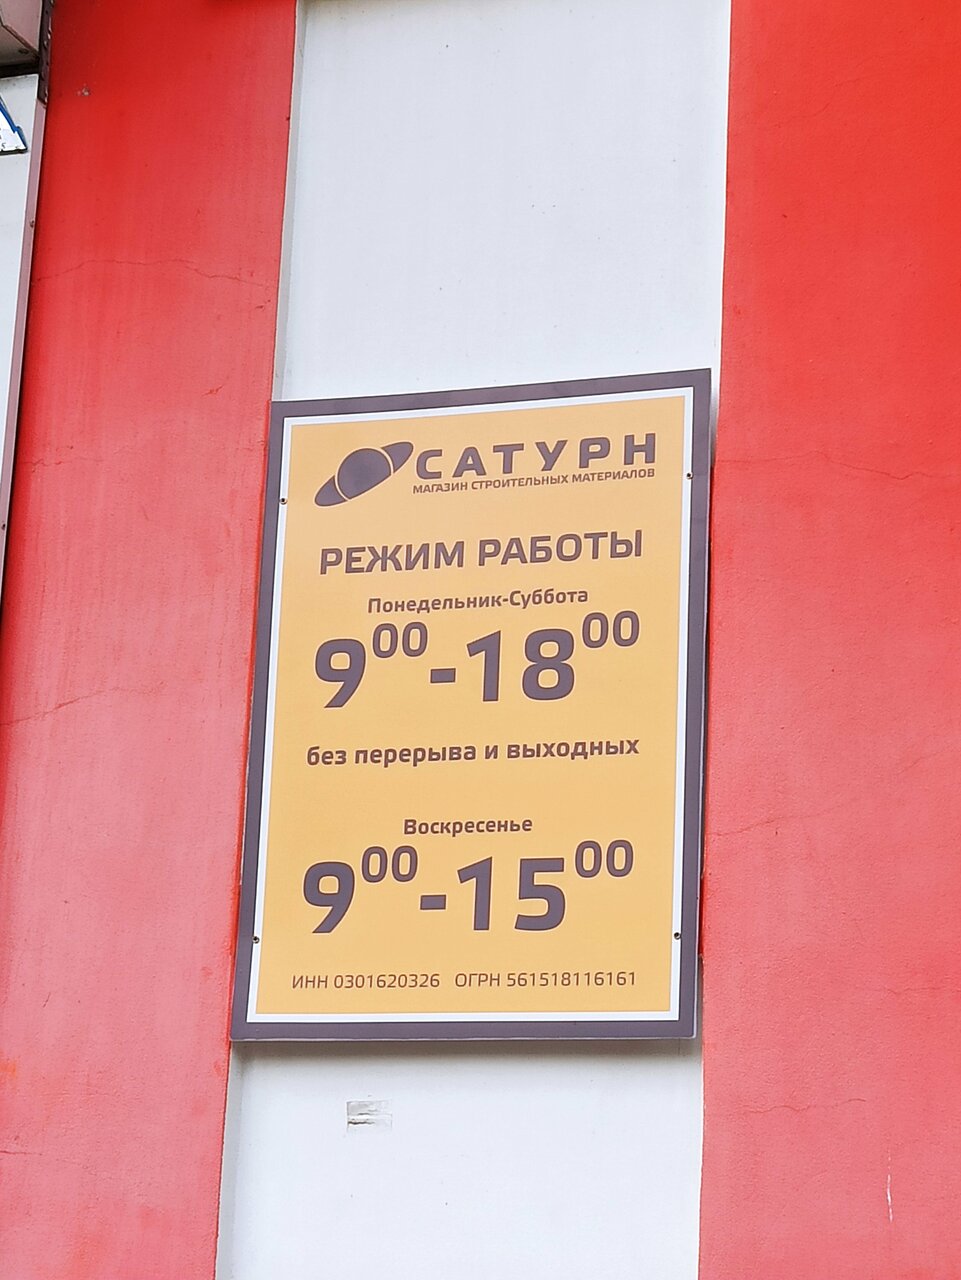 САТУРН
МАГАЗИН СТРОИТЕЛЬНЫХ МАТЕРИАЛОВ
РЕЖИМ РАБОТЫ
Понедельник-Суббота
9⁰⁰-18⁰⁰
без перерыва и выходных
Воскресенье
9⁰⁰-15⁰⁰
ИНН 0301620326 ОГРН 561518116161